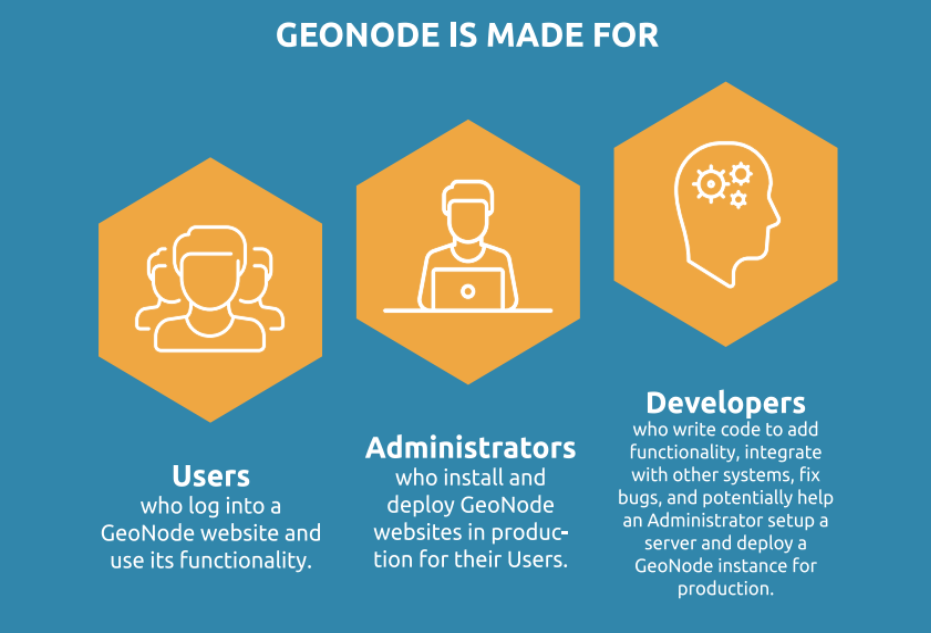 GEONODE IS MADE FOR
Users
who log into a
GeoNode website and
use its functionality.
Administrators
who install and
deploy GeoNode
websites in produc-
tion for their Users.
Developers
who write code to add
functionality, integrate
with other systems, fix
bugs, and potentially help
an Administrator setup a
server and deploy a
GeoNode instance for
production.